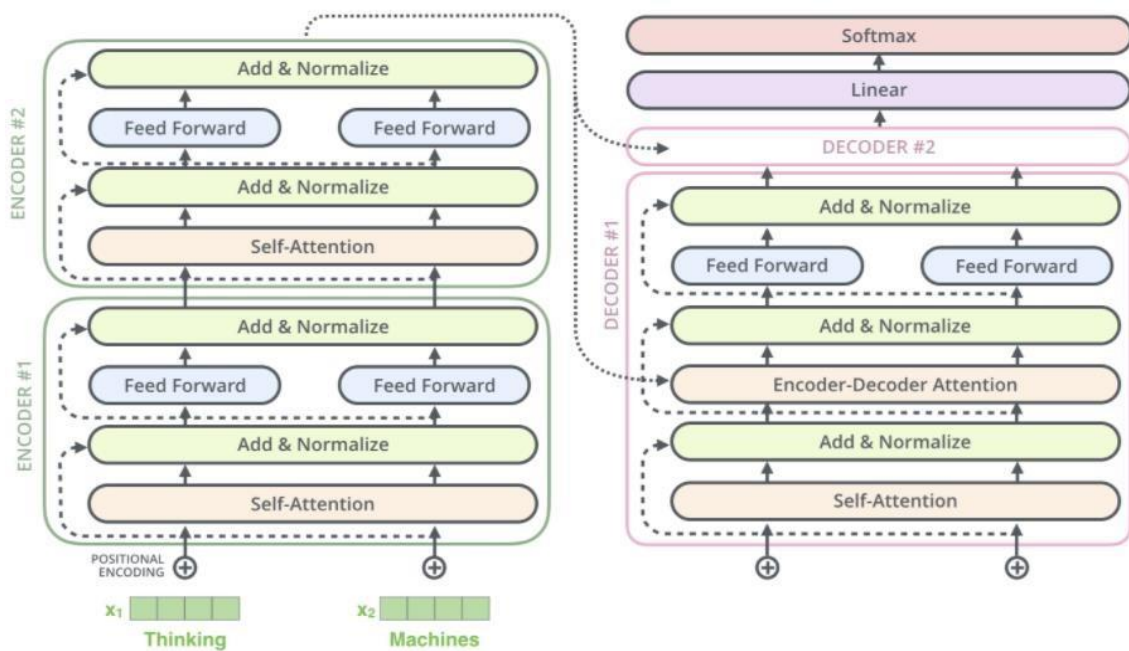 ENCODER #2
Add & Normalize
Feed Forward
Feed Forward
Add & Normalize
Self-Attention
ENCODER #1
Add & Normalize
Feed Forward
Feed Forward
Add & Normalize
Self-Attention
POSITIONAL
ENCODING
x₁
x₂
Thinking
Machines
Softmax
Linear
DECODER #2
DECODER #1
Add & Normalize
Feed Forward
Feed Forward
Add & Normalize
Encoder-Decoder Attention
Add & Normalize
Self-Attention